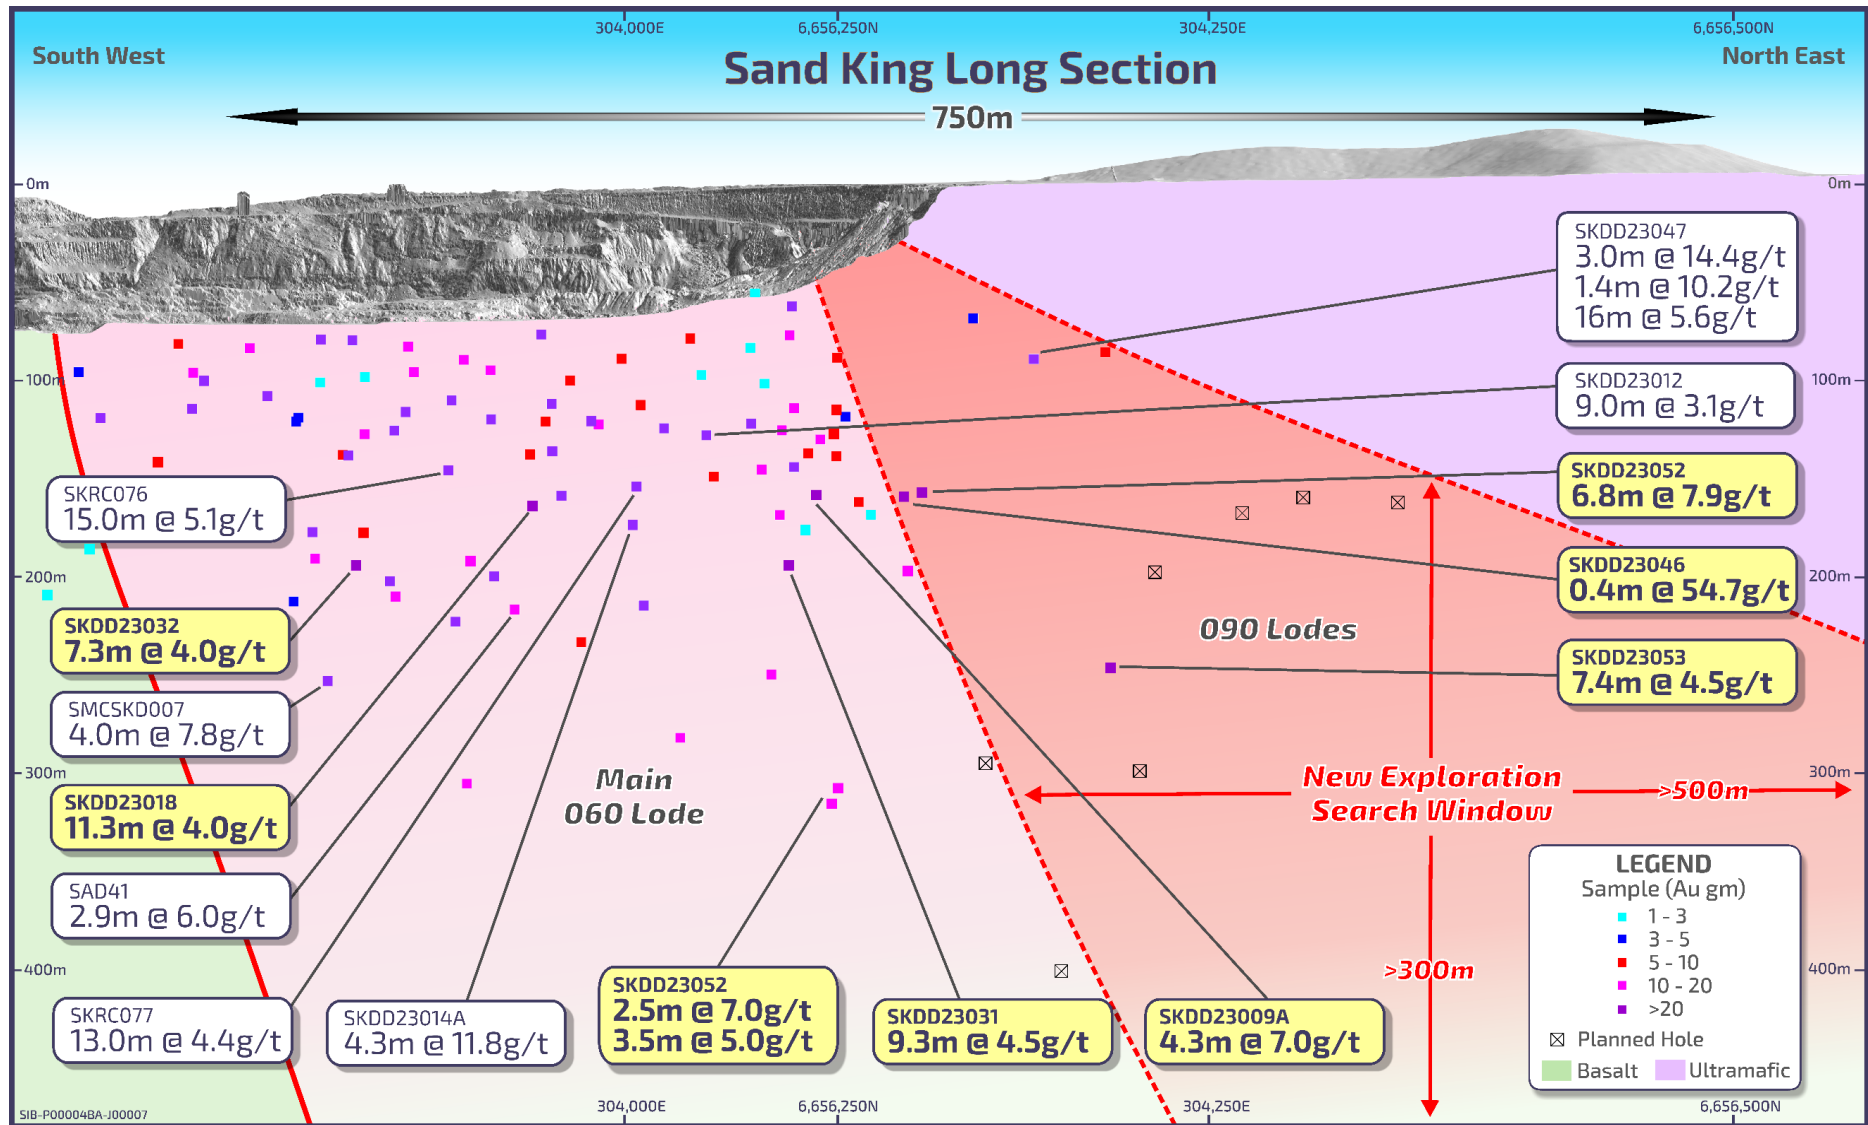 304,000E
6,656,250N
304,250E
6,656,500N
South West
North East
Sand King Long Section
750m
0m
0m
SKDD23047
3.0m @ 14.4g/t
1.4m @ 10.2g/t
16m @ 5.6g/t
100m
100m
SKDD23012
9.0m @ 3.1g/t
SKDD23052
6.8m @ 7.9g/t
SKRC076
15.0m @ 5.1g/t
200m
200m
SKDD23046
0.4m @ 54.7g/t
SKDD23032
7.3m @ 4.0g/t
090 Lodes
SKDD23053
7.4m @ 4.5g/t
SMCSKD007
4.0m @ 7.8g/t
300m
300m
Main
060 Lode
New Exploration
Search Window
>500m
SKDD23018
11.3m @ 4.0g/t
SAD41
2.9m @ 6.0g/t
400m
400m
>300m
SKRC077
13.0m @ 4.4g/t
SKDD23014A
4.3m @ 11.8g/t
SKDD23052
2.5m @ 7.0g/t
3.5m @ 5.0g/t
SKDD23031
9.3m @ 4.5g/t
SKDD23009A
4.3m @ 7.0g/t
LEGEND
Sample (Au gm)
1 - 3
3 - 5
5 - 10
10 - 20
>20
Planned Hole
Basalt
Ultramafic
SIB-P00004BA-J00007
304,000E
6,656,250N
304,250E
6,656,500N